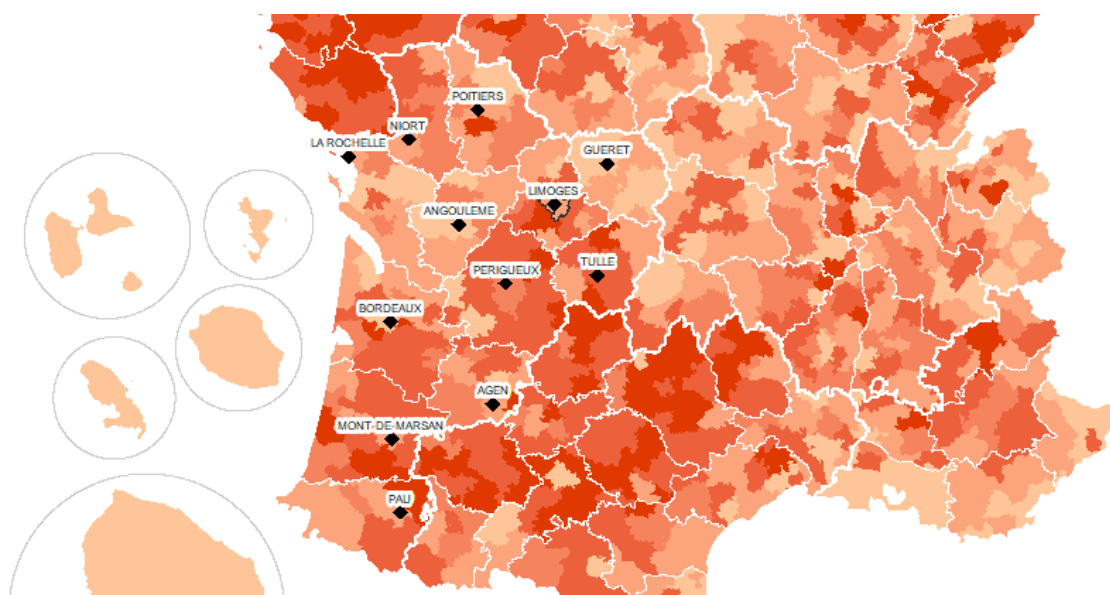 POITIERS
NIORT
LA ROCHELLE
GUERET
LIMOGES
ANGOULEME
PERIGUEUX
TULLE
BORDEAUX
AGEN
MONT-DE-MARSAN
PAU